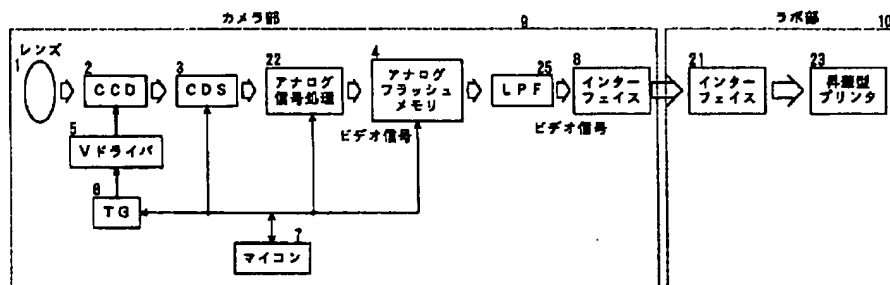 カメラ部
9
ラボ部
10
レンズ
1
2
CCD
3
CDS
22
アナログ
信号処理
4
アナログ
フラッシュ
メモリ
25
LPF
8
インター
フェイス
21
インター
フェイス
23
昇華型
プリンタ
ビデオ信号
ビデオ信号
5
Vドライバ
6
TG
7
マイコン